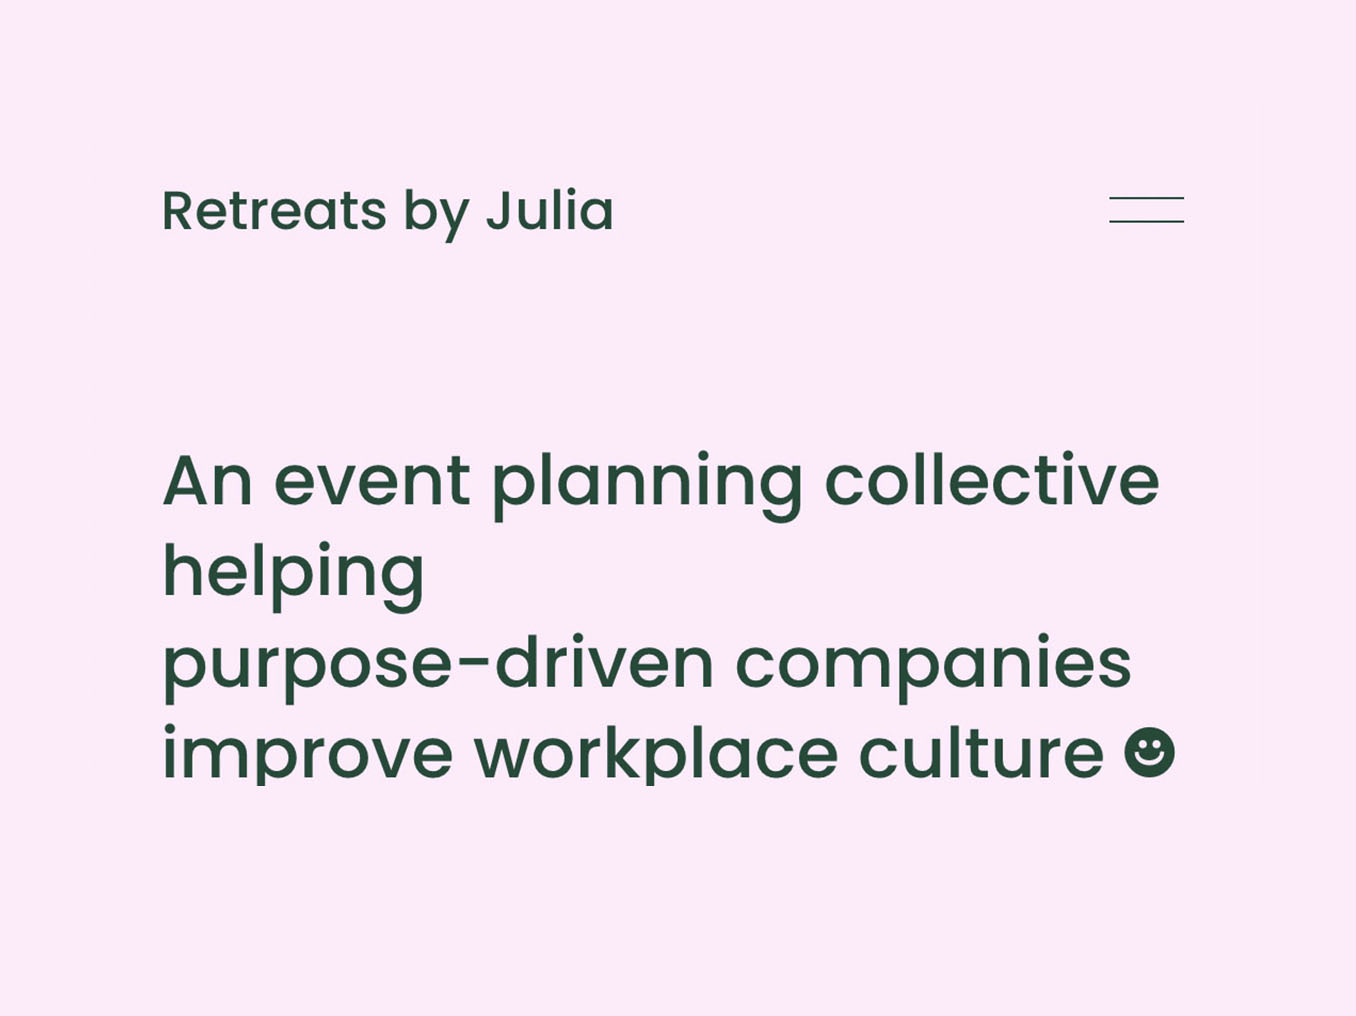 Retreats by Julia
An event planning collective
helping
purpose-driven companies
improve workplace culture ☻